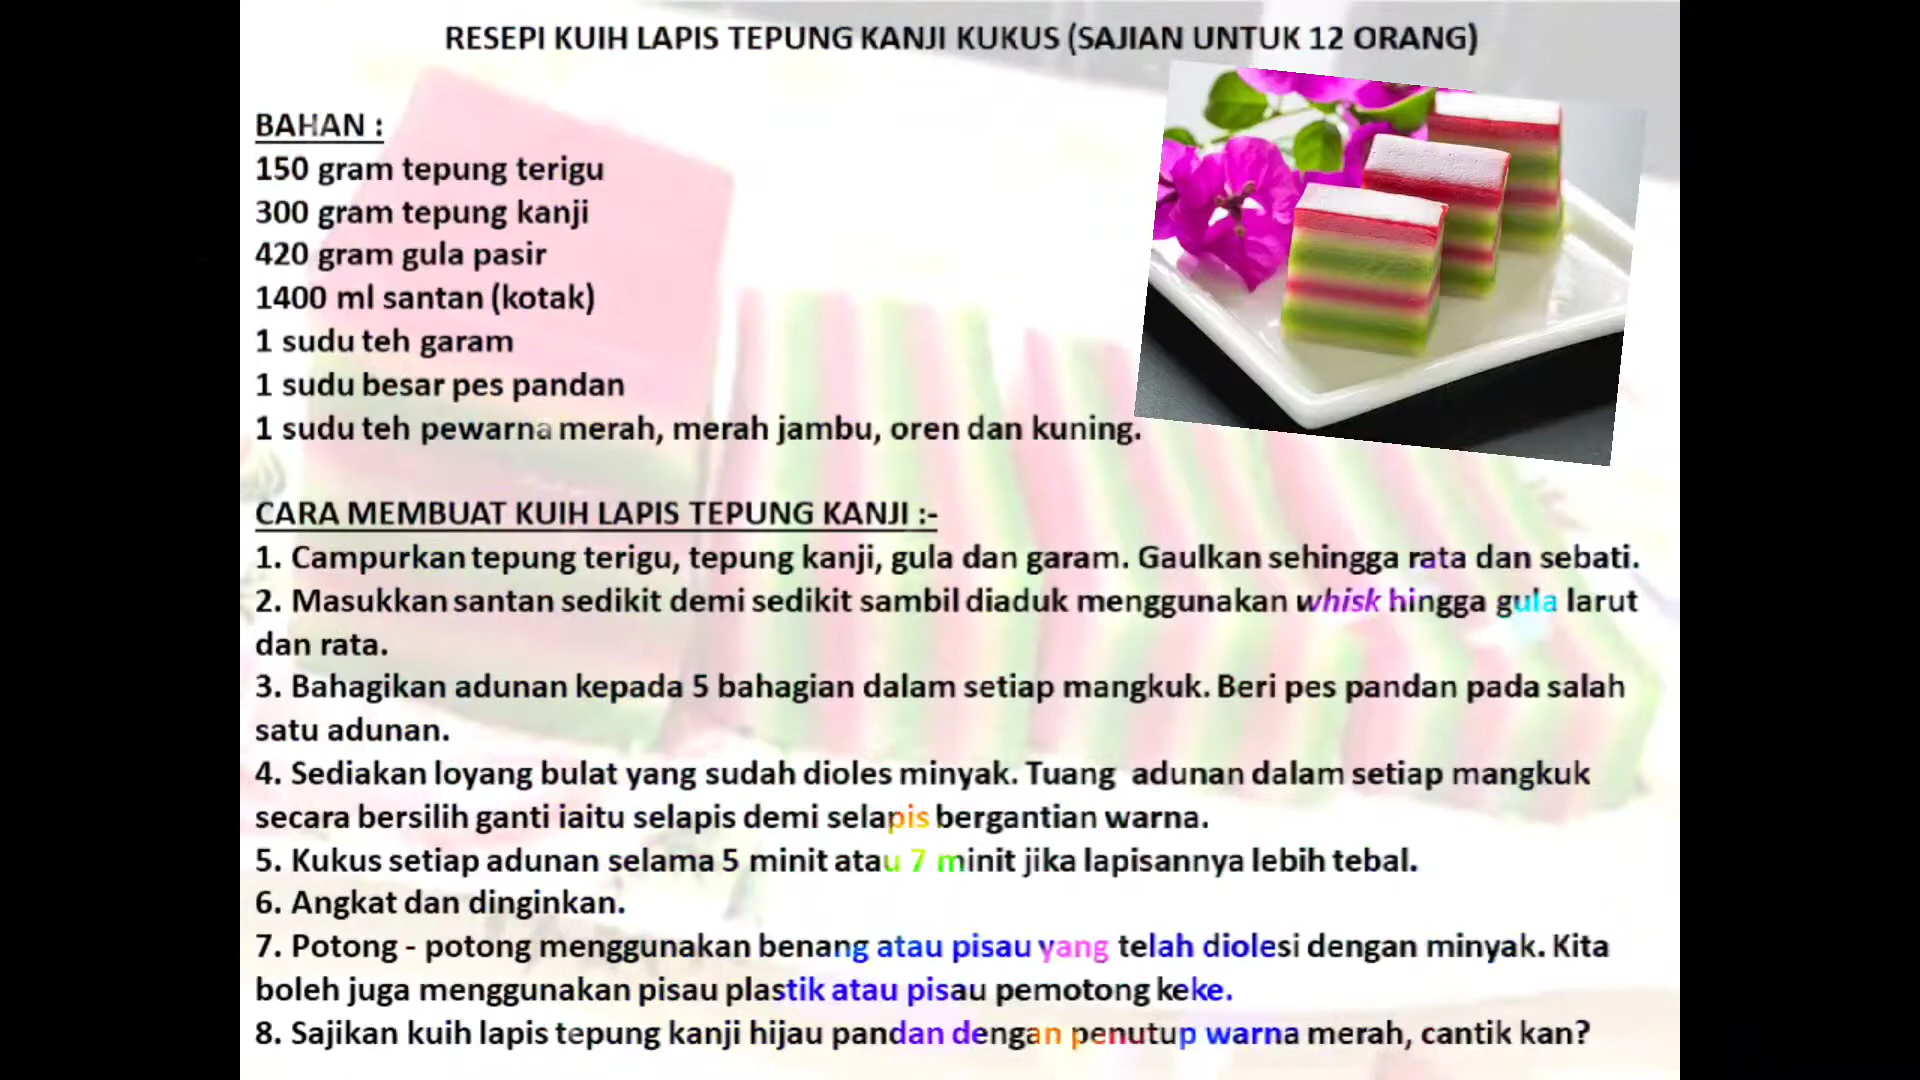 RESEPI KUIH LAPIS TEPUNG KANJI KUKUS (SAJIAN UNTUK 12 ORANG)
BAHAN :
150 gram tepung terigu
300 gram tepung kanji
420 gram gula pasir
1400 ml santan (kotak)
1 sudu teh garam
1 sudu besar pes pandan
1 sudu teh pewarna merah, merah jambu, oren dan kuning.
CARA MEMBUAT KUIH LAPIS TEPUNG KANJI :-
1. Campurkan tepung terigu, tepung kanji, gula dan garam. Gaulkan sehingga rata dan sebati.
2. Masukkan santan sedikit demi sedikit sambil diaduk menggunakan whisk hingga gula larut
dan rata.
3. Bahagikan adunan kepada 5 bahagian dalam setiap mangkuk. Beri pes pandan pada salah
satu adunan.
4. Sediakan loyang bulat yang sudah dioles minyak. Tuang adunan dalam setiap mangkuk
secara bersilih ganti iaitu selapis demi selapis bergantian warna.
5. Kukus setiap adunan selama 5 minit atau 7 minit jika lapisannya lebih tebal.
6. Angkat dan dinginkan.
7. Potong - potong menggunakan benang atau pisau yang telah diolesi dengan minyak. Kita
boleh juga menggunakan pisau plastik atau pisau pemotong keke.
8. Sajikan kuih lapis tepung kanji hijau pandan dengan penutup warna merah, cantik kan?